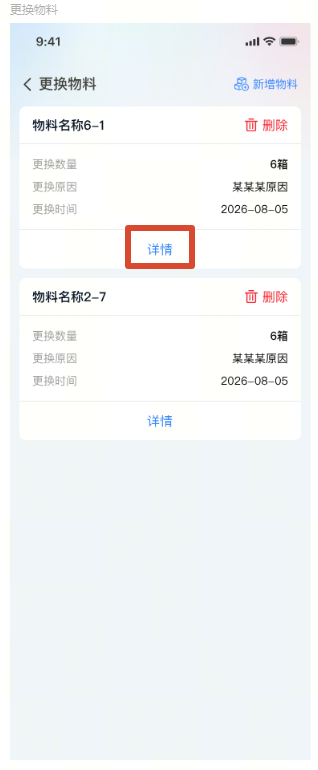 更换物料
9:41
更换物料 新增物料
物料名称6-1 删除
更换数量 6箱
更换原因 某某某原因
更换时间 2026-08-05
详情
物料名称2-7 删除
更换数量 6箱
更换原因 某某某原因
更换时间 2026-08-05
详情